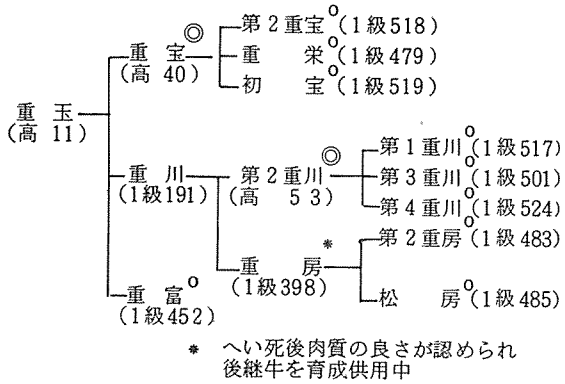 第2重宝○(1級518)
重宝◎
(高40)
重栄○(1級479)
初宝○(1級519)
重玉
(高11)
第1重川○(1級517)
重川
(1級191)
第2重川◎
(高53)
第3重川○(1級501)
第4重川○(1級524)
第2重房○(1級483)
重房*
(1級398)
松房○(1級485)
重富○
(1級452)
* へい死後肉質の良さが認められ
後継牛を育成供用中